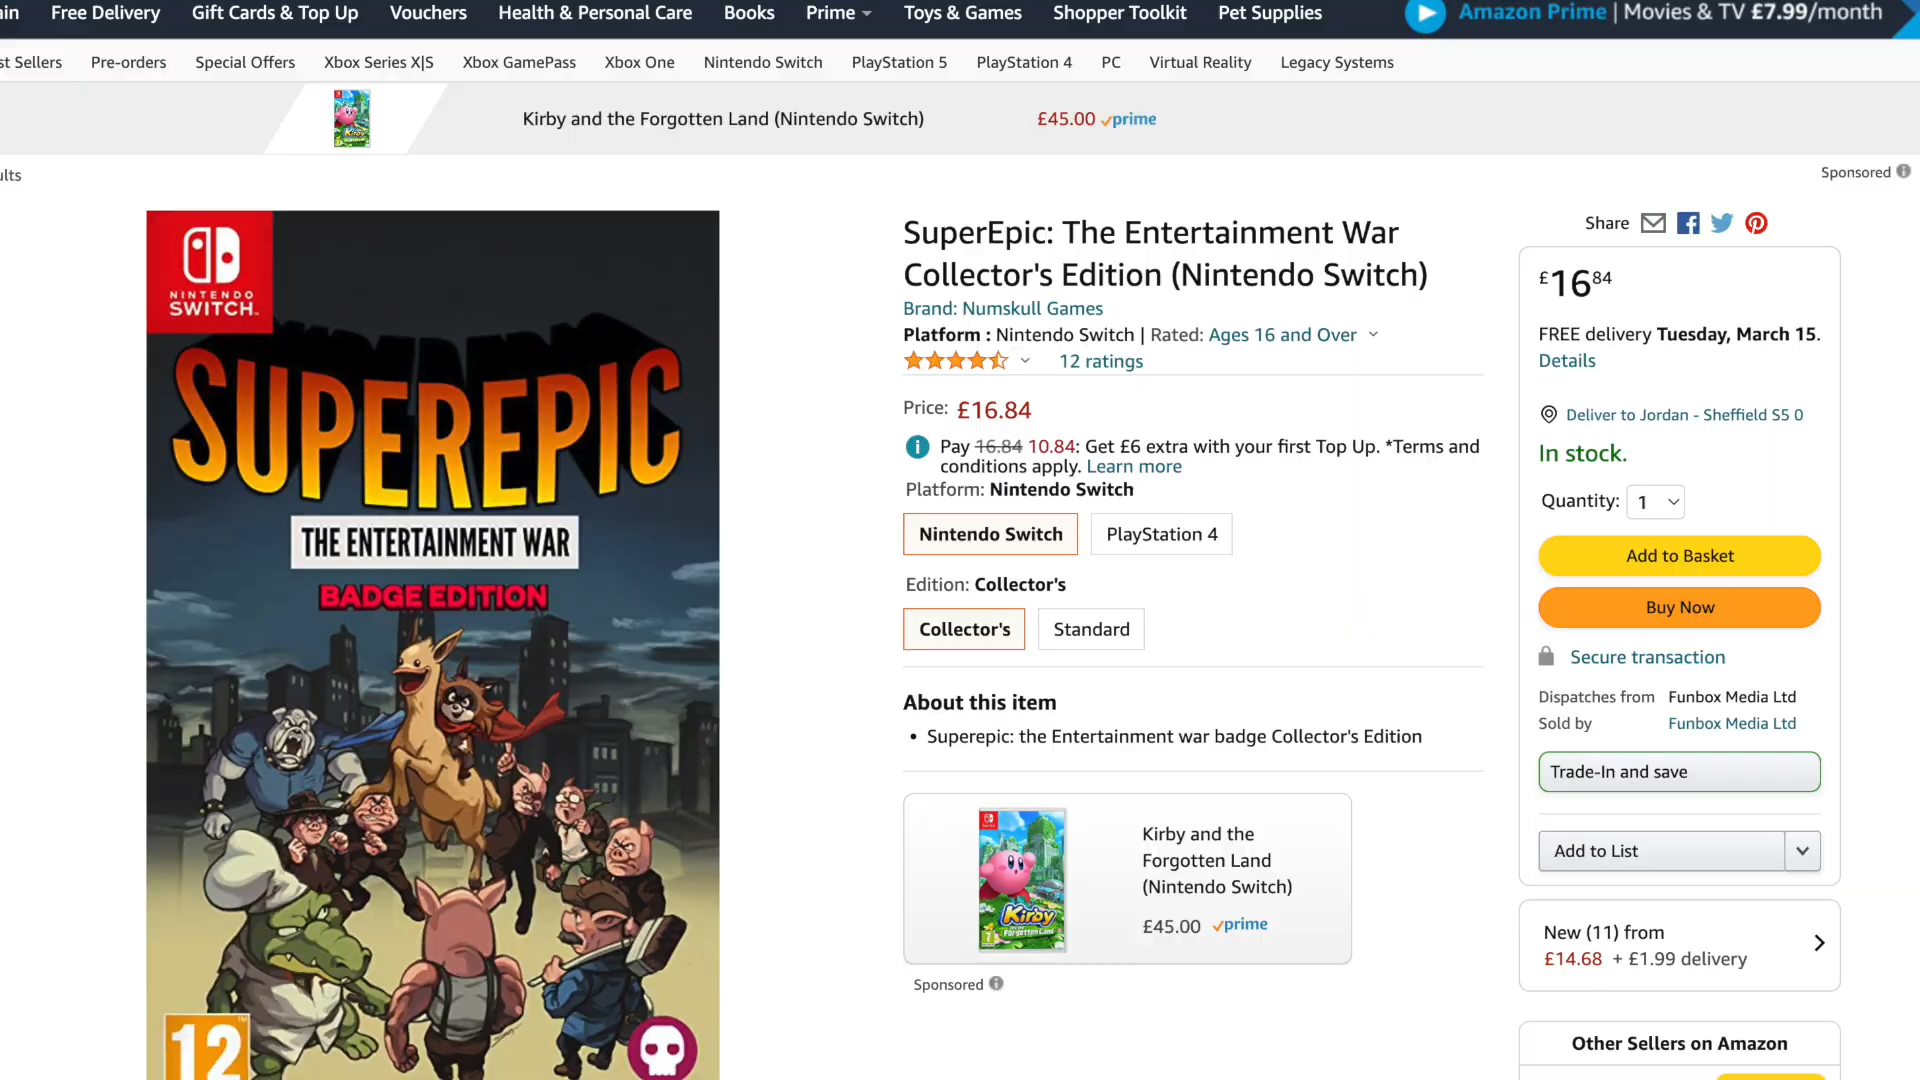 Free Delivery Gift Cards & Top Up Vouchers Health & Personal Care Books Prime Toys & Games Shopper Toolkit Pet Supplies
Amazon Prime | Movies & TV £7.99/month
st Sellers Pre-orders Special Offers Xbox Series X|S Xbox GamePass Xbox One Nintendo Switch PlayStation 5 PlayStation 4 PC Virtual Reality Legacy Systems
Kirby and the Forgotten Land (Nintendo Switch) £45.00 prime
ults
Sponsored
NINTENDO
SWITCH
SUPEREPIC
THE ENTERTAINMENT WAR
BADGE EDITION
12
SuperEpic: The Entertainment War
Collector's Edition (Nintendo Switch)
Brand: Numskull Games
Platform : Nintendo Switch | Rated: Ages 16 and Over
12 ratings
Price: £16.84
Pay 16.84 10.84: Get £6 extra with your first Top Up. *Terms and
conditions apply. Learn more
Platform: Nintendo Switch
Nintendo Switch PlayStation 4
Edition: Collector's
Collector's Standard
About this item
• Superepic: the Entertainment war badge Collector's Edition
Kirby
Forgotten Land
7
Kirby and the
Forgotten Land
(Nintendo Switch)
£45.00 prime
Sponsored
Share
£16 84
FREE delivery Tuesday, March 15.
Details
Deliver to Jordan - Sheffield S5 0
In stock.
Quantity: 1
Add to Basket
Buy Now
Secure transaction
Dispatches from Funbox Media Ltd
Sold by Funbox Media Ltd
Trade-In and save
Add to List
New (11) from
£14.68 + £1.99 delivery
Other Sellers on Amazon